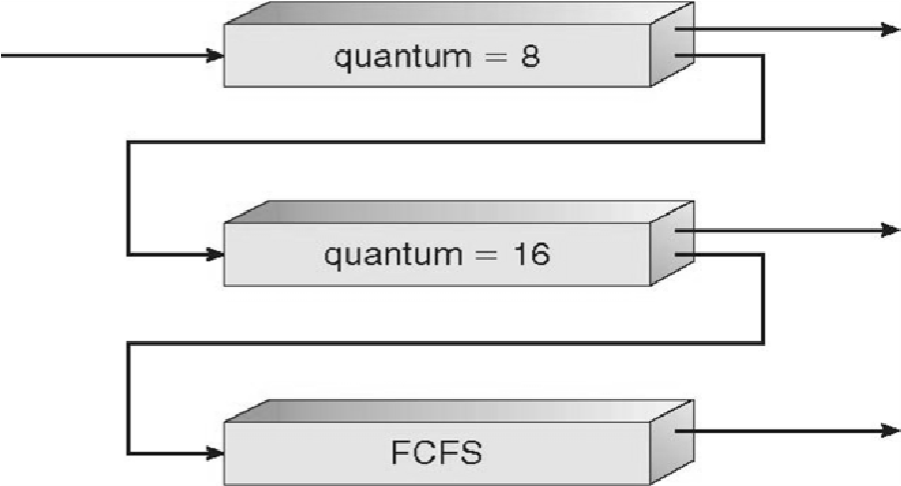 quantum = 8
quantum = 16
FCFS